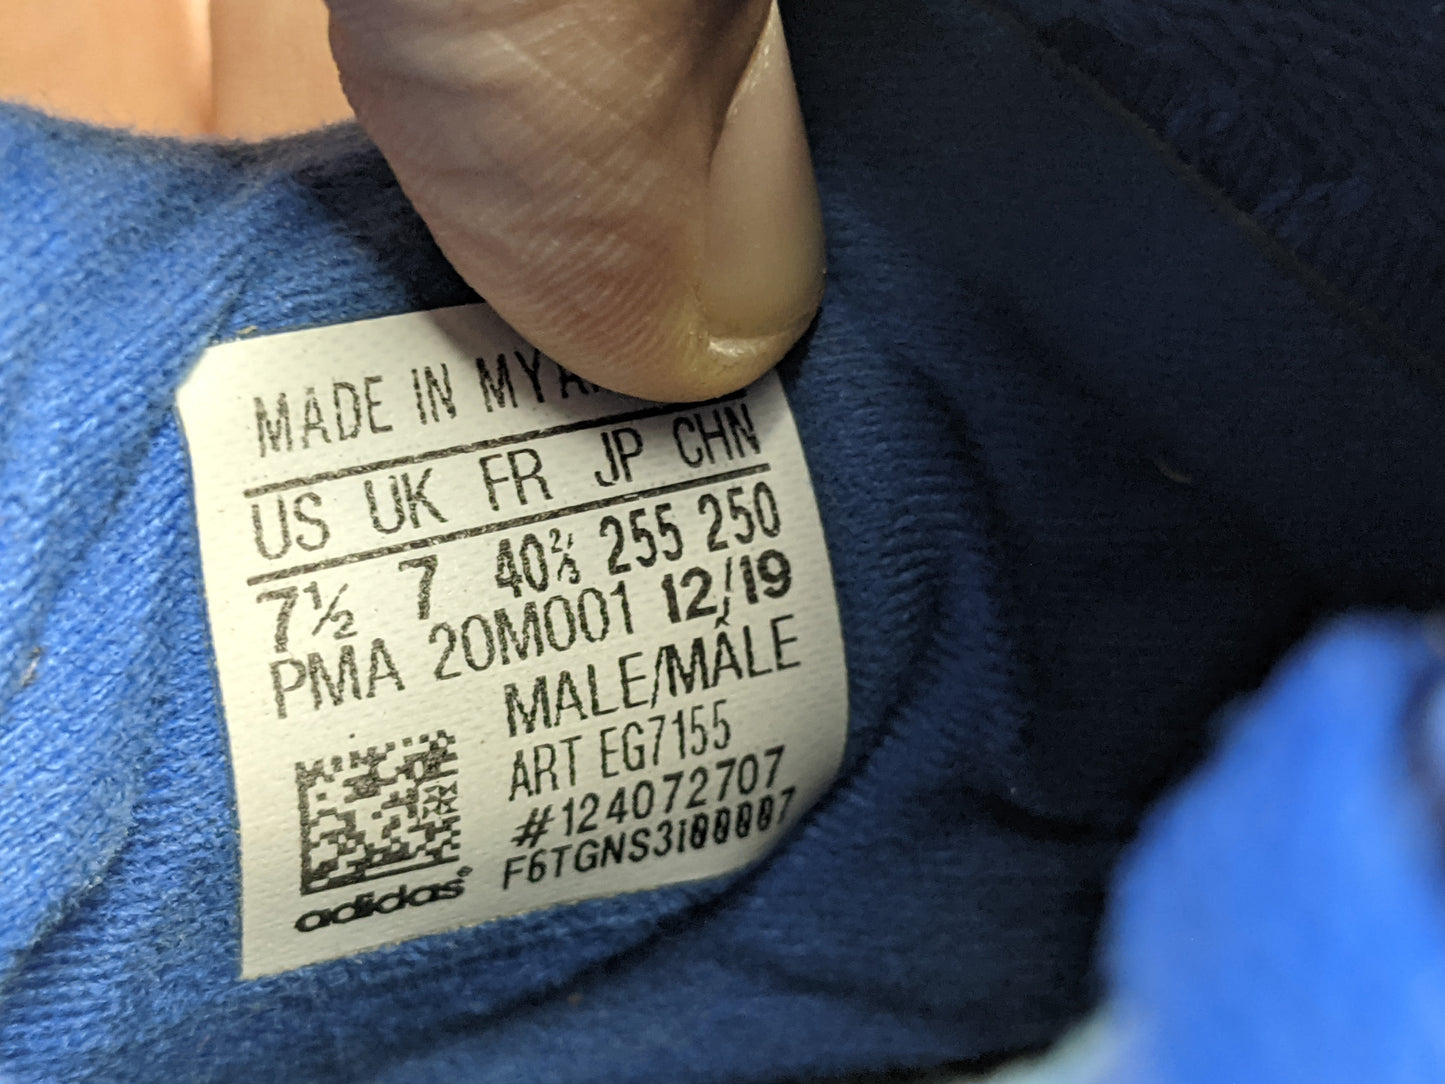 MADE IN
US UK FR JP CHN
7½ 7 40⅔ 255 250
PMA 20M001 12/19
MALE/MÂLE
ART EG7155
#124072707
F6TGNS3i00007
adidas®